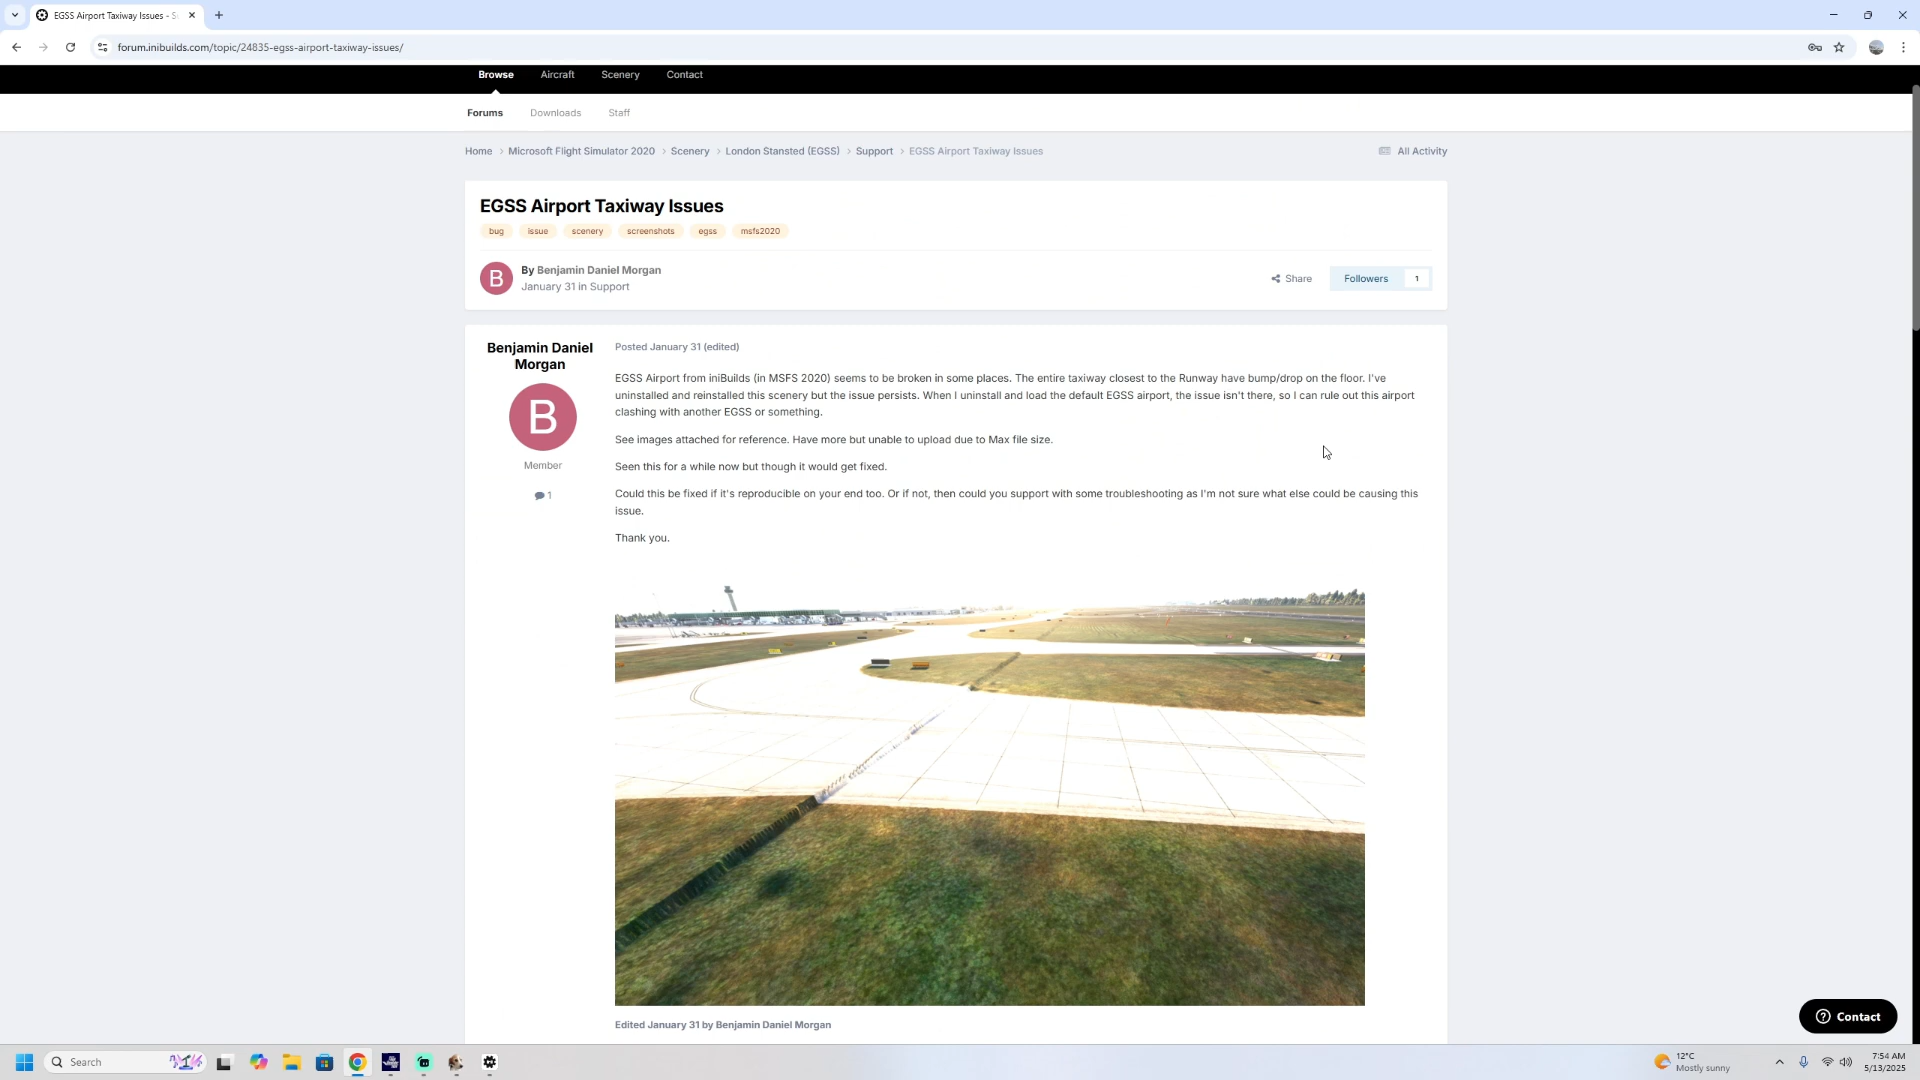 EGSS Airport Taxiway Issues - S
forum.inibuilds.com/topic/24835-egss-airport-taxiway-issues/
Browse Aircraft Scenery Contact
Forums Downloads Staff
Home > Microsoft Flight Simulator 2020 > Scenery > London Stansted (EGSS) > Support > EGSS Airport Taxiway Issues All Activity
EGSS Airport Taxiway Issues
bug issue scenery screenshots egss msfs2020
B
By Benjamin Daniel Morgan
January 31 in Support
Share Followers 1
Benjamin Daniel
Morgan
B
Member
1
Posted January 31 (edited)
EGSS Airport from iniBuilds (in MSFS 2020) seems to be broken in some places. The entire taxiway closest to the Runway have bump/drop on the floor. I've
uninstalled and reinstalled this scenery but the issue persists. When I uninstall and load the default EGSS airport, the issue isn't there, so I can rule out this airport
clashing with another EGSS or something.
See images attached for reference. Have more but unable to upload due to Max file size.
Seen this for a while now but though it would get fixed.
Could this be fixed if it's reproducible on your end too. Or if not, then could you support with some troubleshooting as I'm not sure what else could be causing this
issue.
Thank you.
Edited January 31 by Benjamin Daniel Morgan
Contact
Search
12°C
Mostly sunny
7:54 AM
5/13/2025